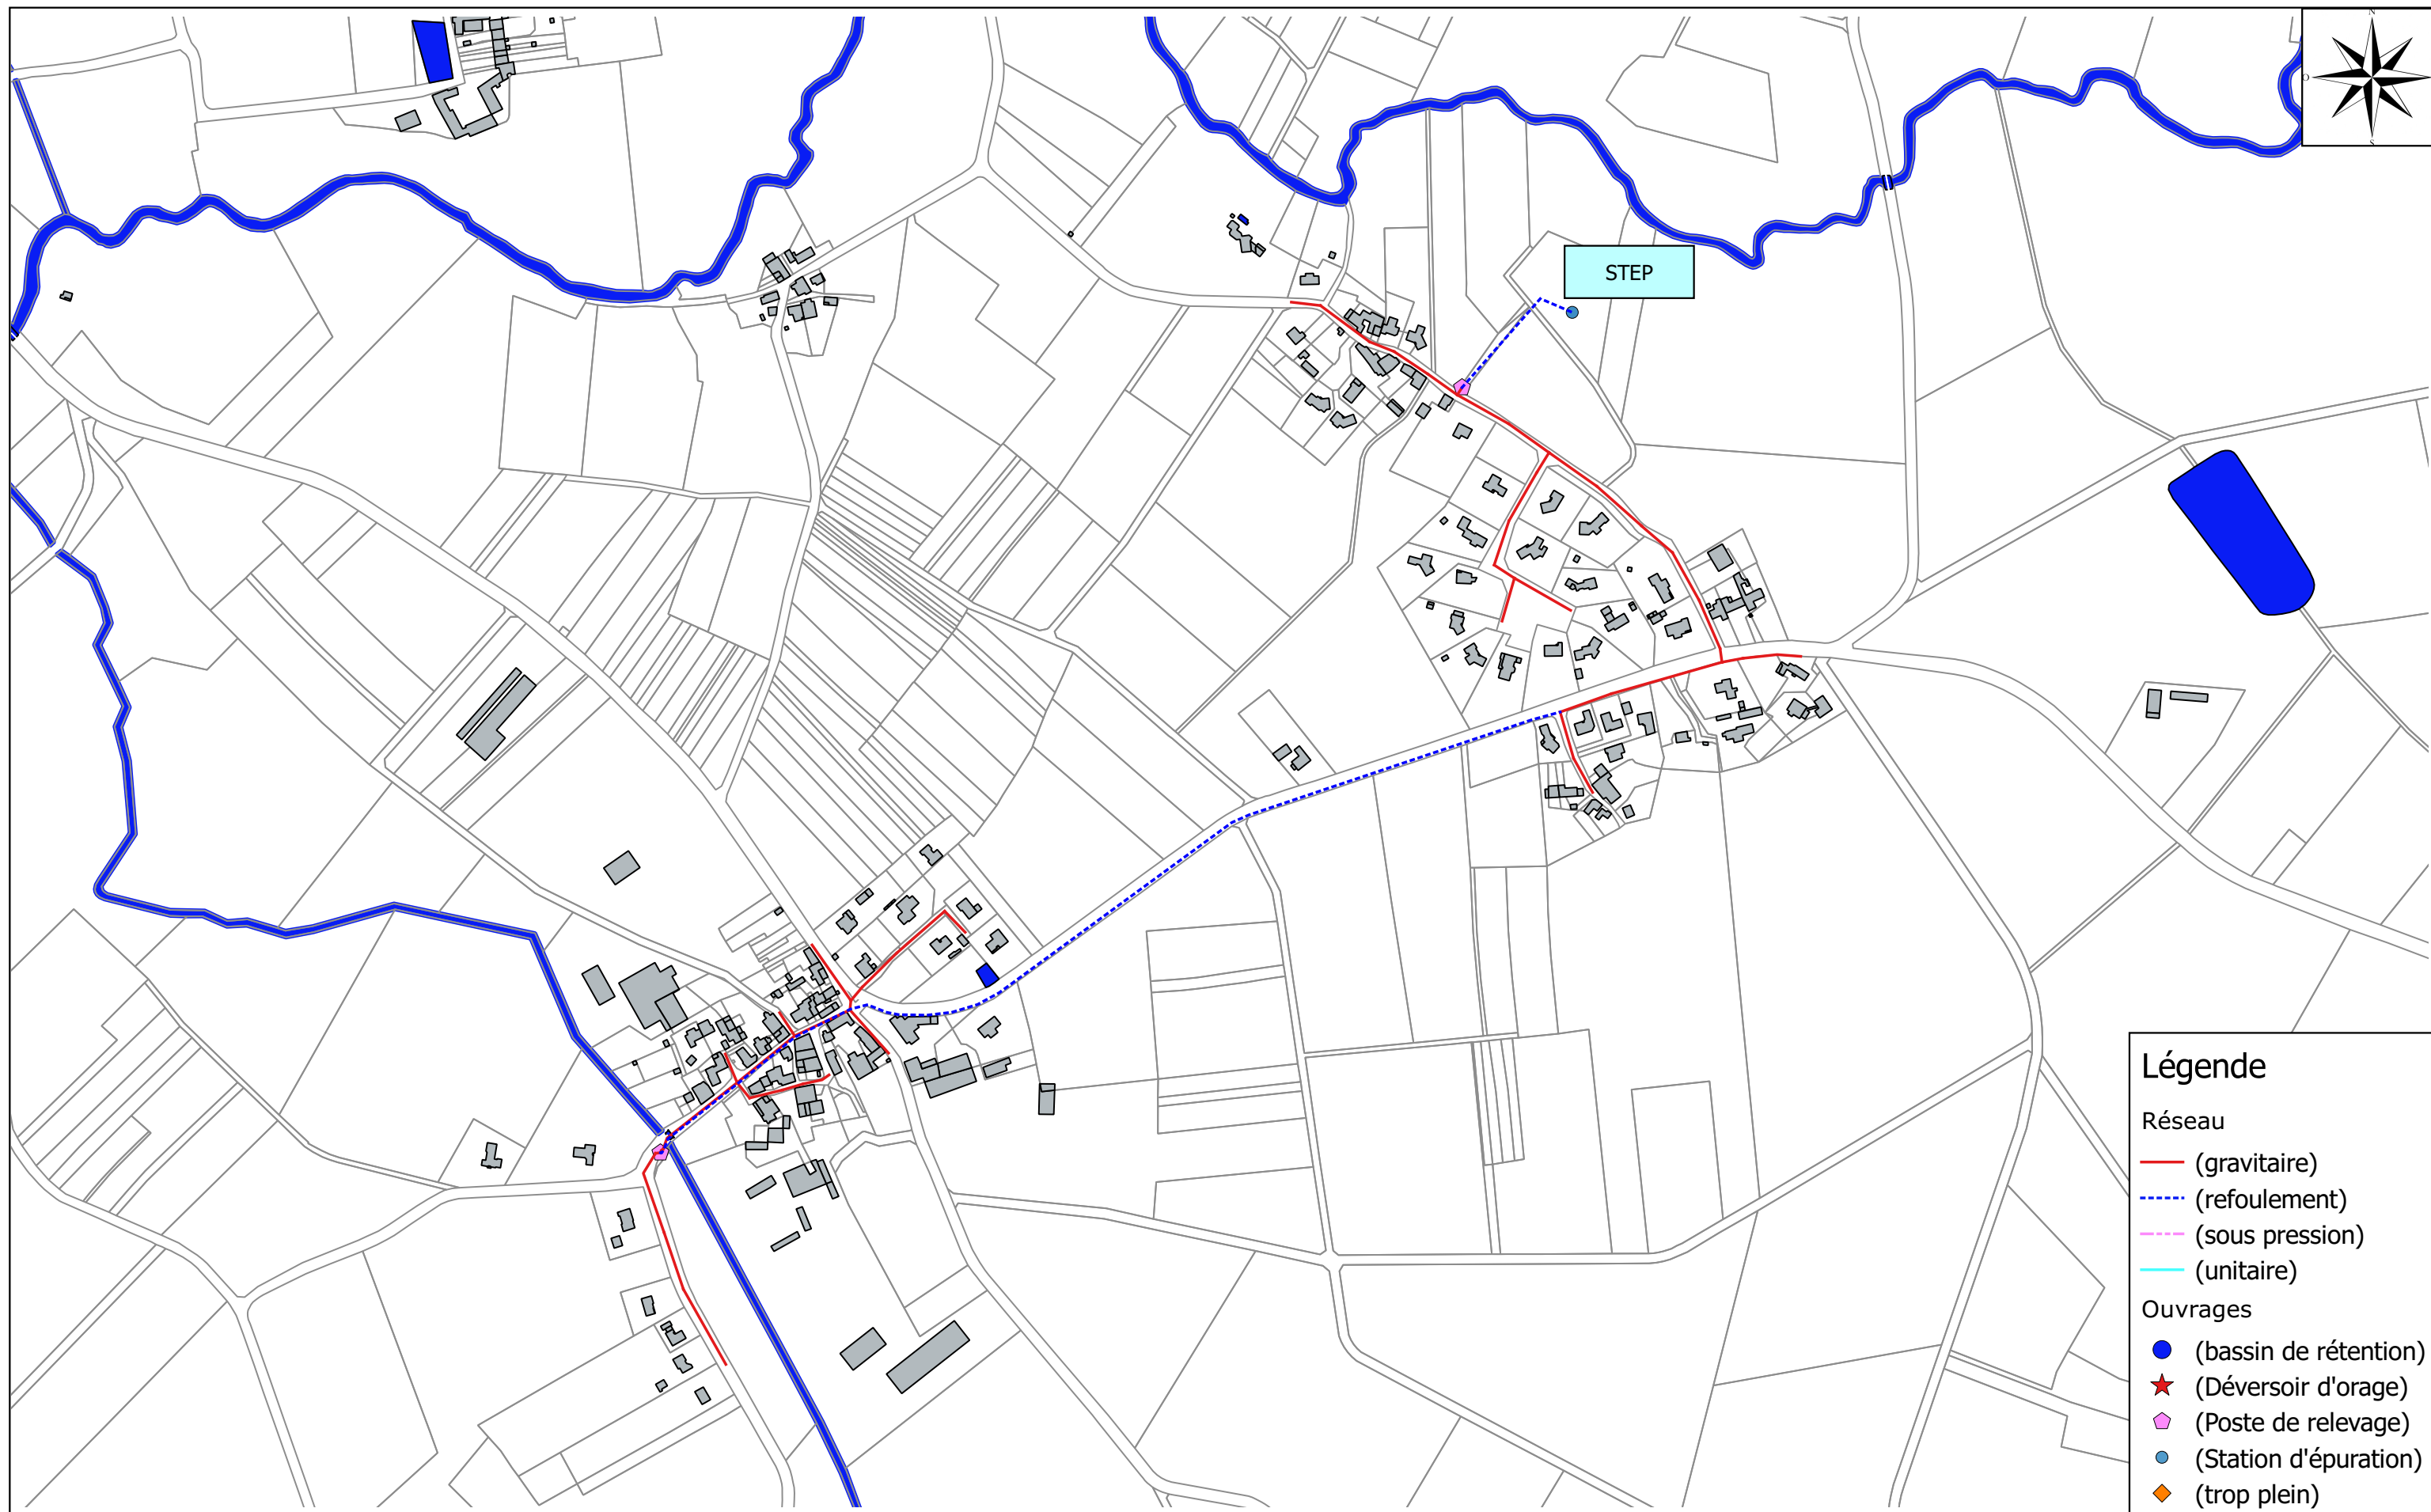 N
O
S
STEP
Légende
Réseau
(gravitaire)
(refoulement)
(sous pression)
(unitaire)
Ouvrages
(bassin de rétention)
(Déversoir d'orage)
(Poste de relevage)
(Station d'épuration)
(trop plein)